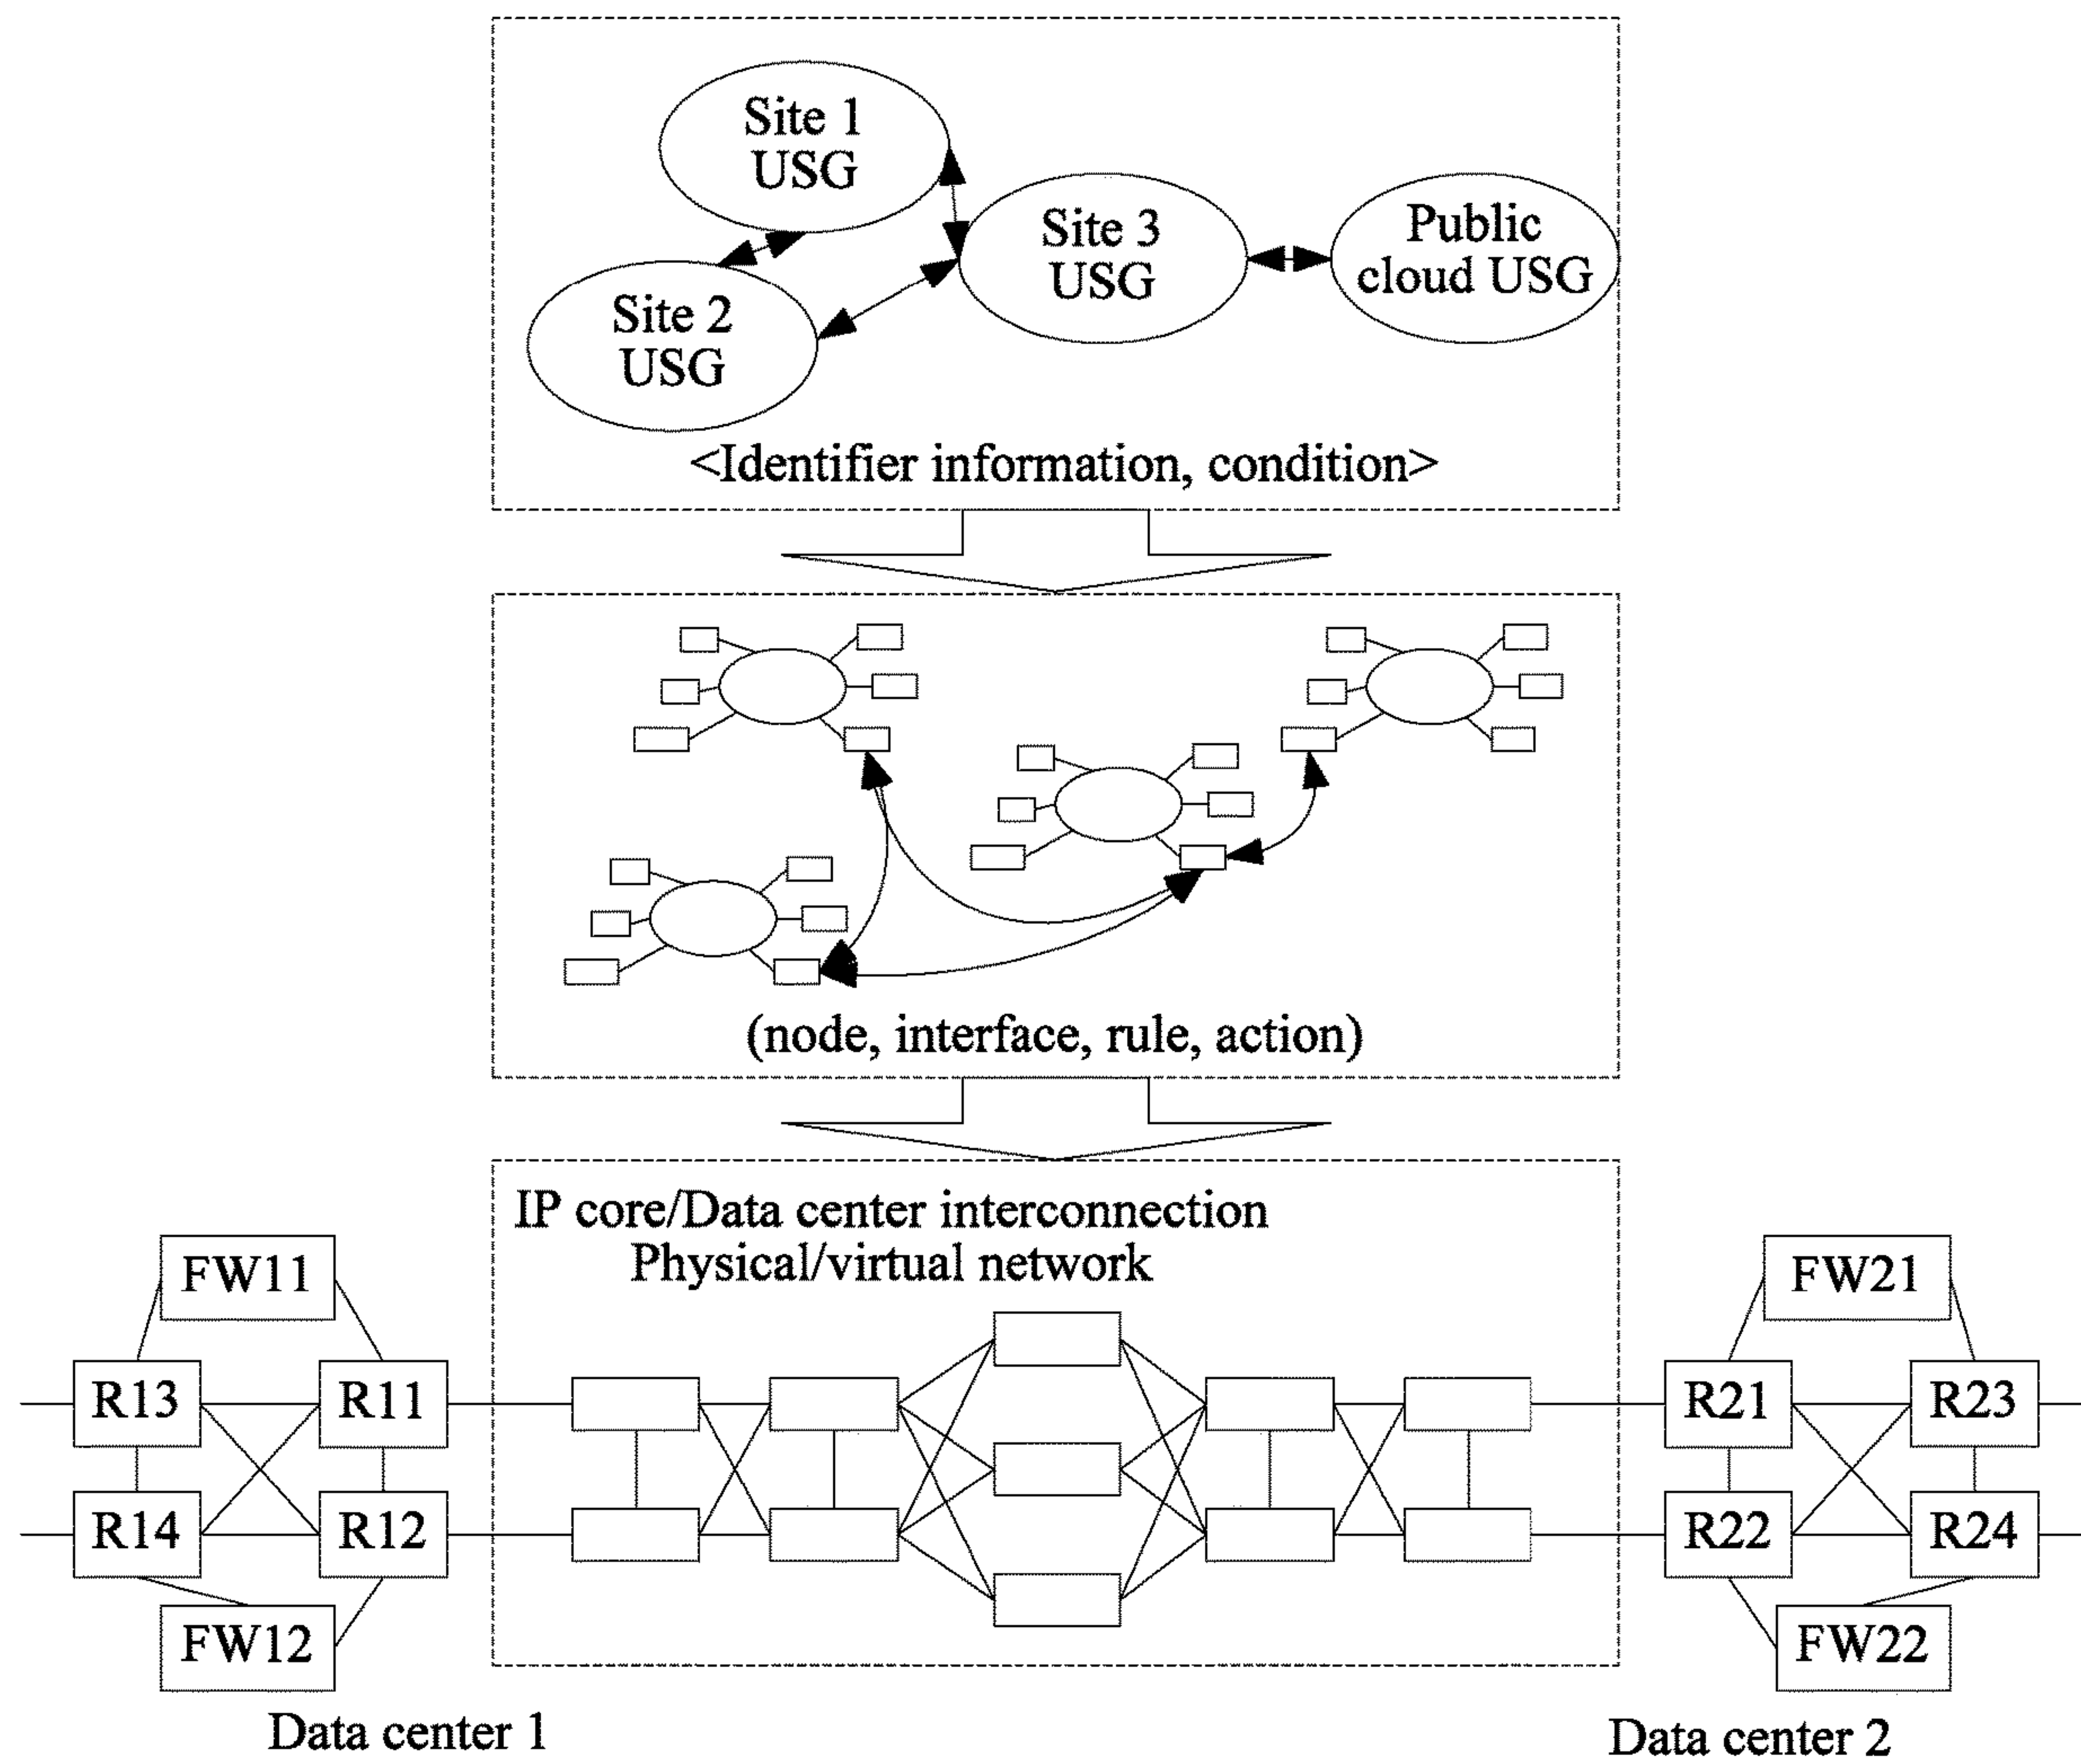 Site 1
USG
Site 2
USG
Site 3
USG
Public
cloud USG
<Identifier information, condition>
(node, interface, rule, action)
IP core/Data center interconnection
Physical/virtual network
FW11
R13
R11
R14
R12
FW12
Data center 1
FW21
R21
R23
R22
R24
FW22
Data center 2